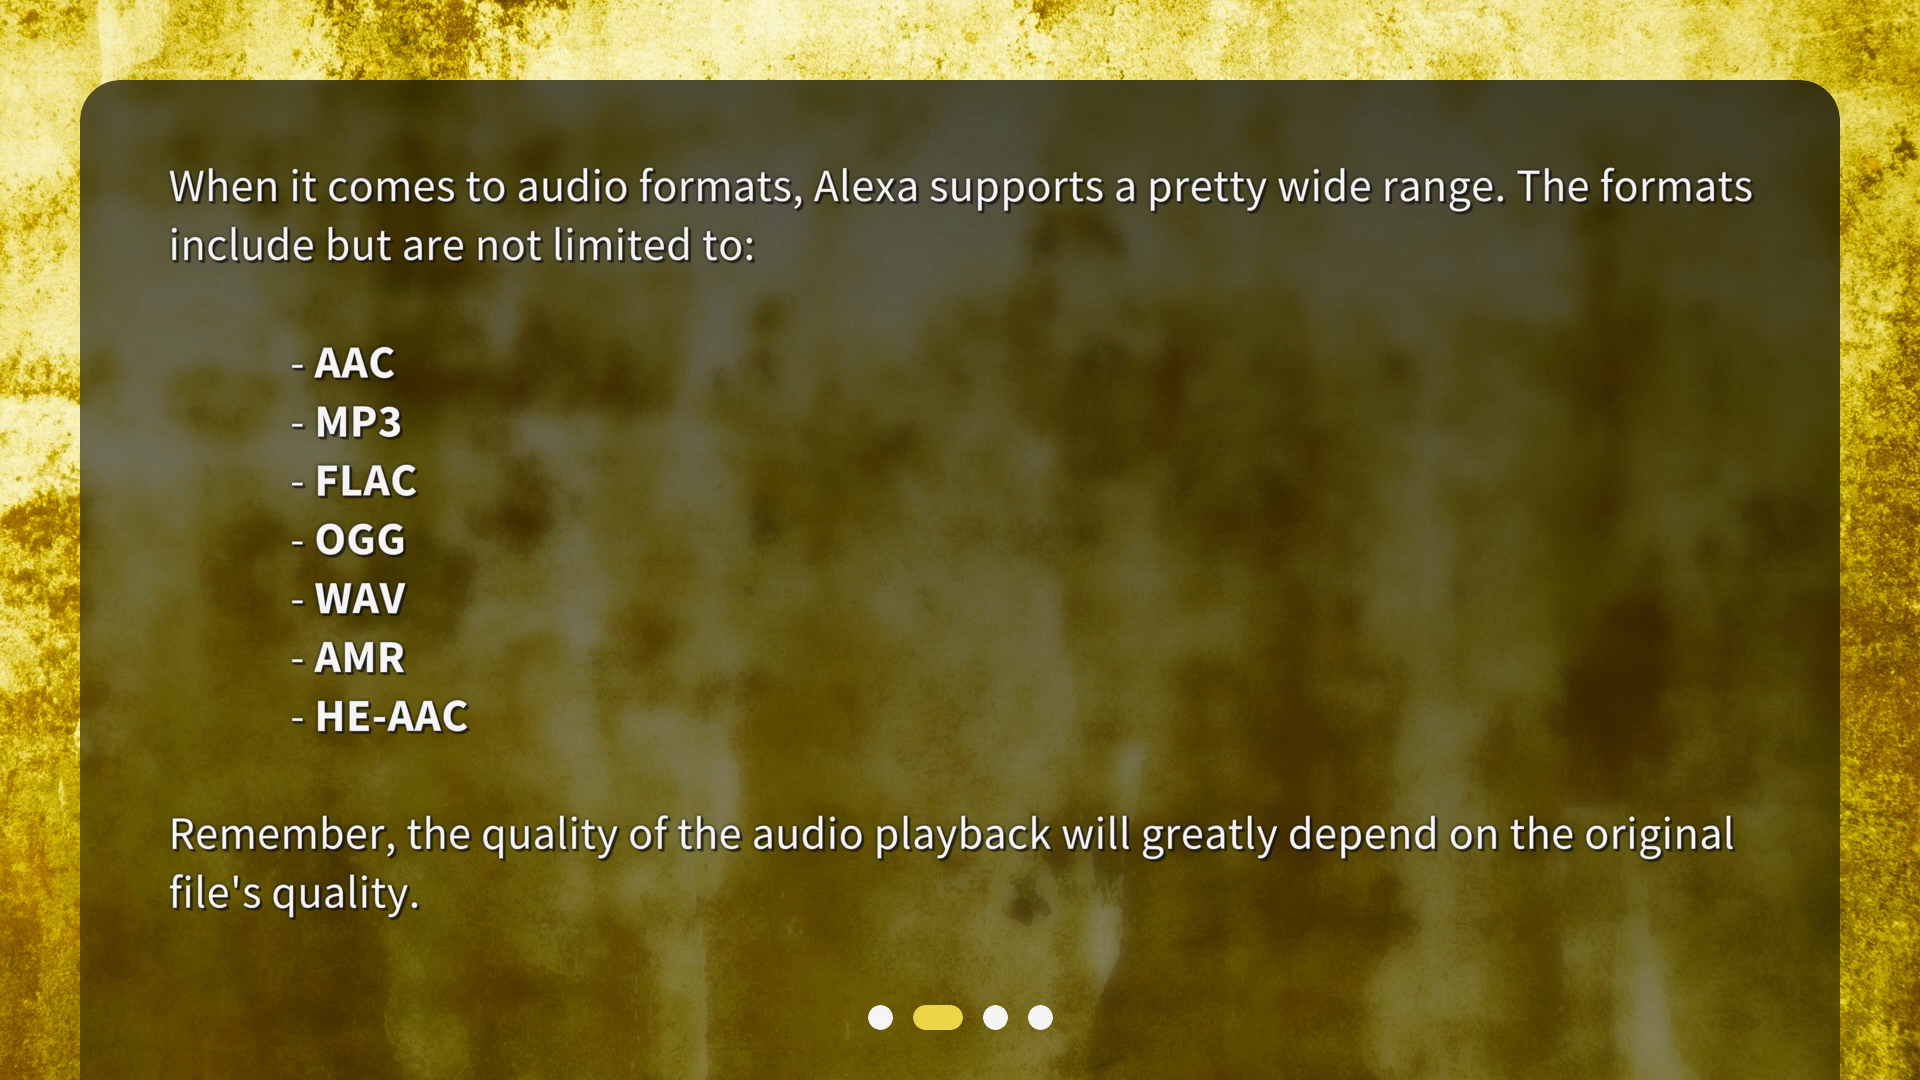 When it comes to audio formats, Alexa supports a pretty wide range. The formats
include but are not limited to:
- AAC
- MP3
- FLAC
- OGG
- WAV
- AMR
- HE-AAC
Remember, the quality of the audio playback will greatly depend on the original
file's quality.